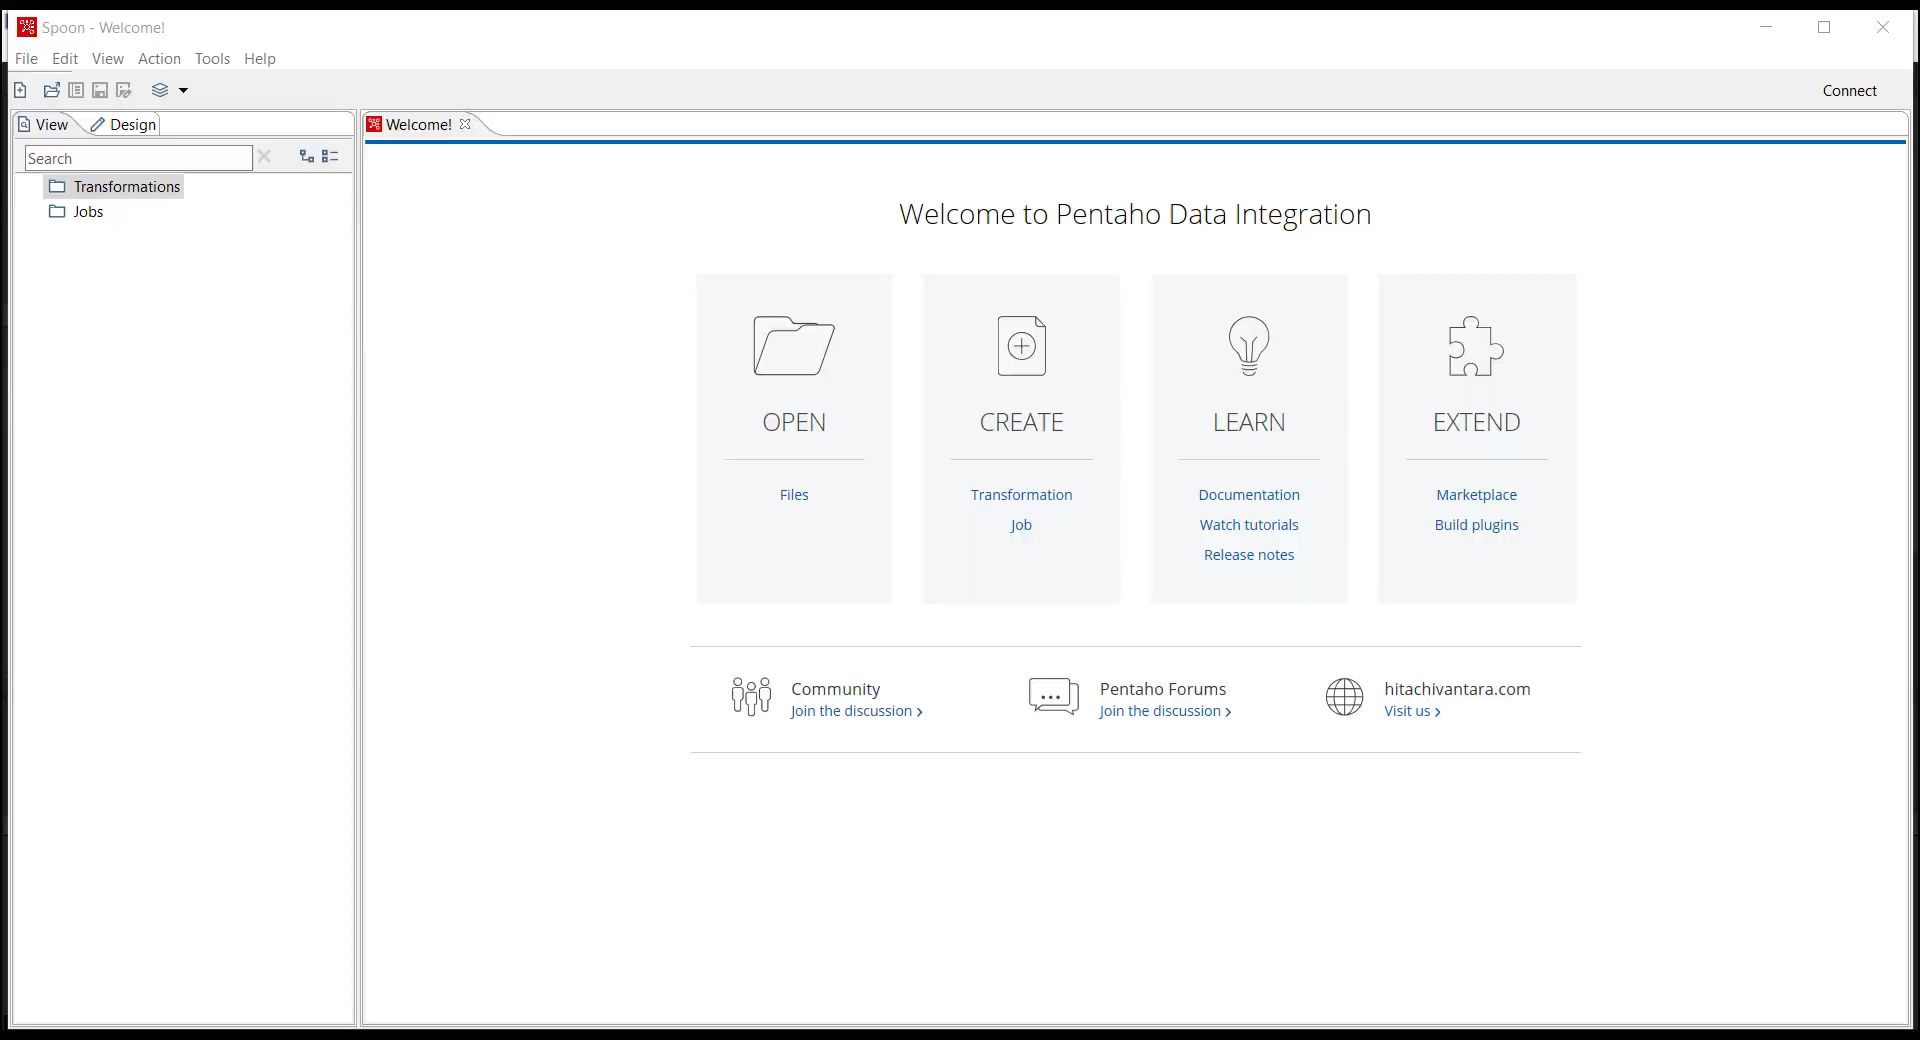 Spoon - Welcome!
File Edit View Action Tools Help
Connect
View Design
Welcome!
Search
Transformations
Jobs
Welcome to Pentaho Data Integration
OPEN
Files
CREATE
Transformation
Job
LEARN
Documentation
Watch tutorials
Release notes
EXTEND
Marketplace
Build plugins
Community
Join the discussion >
Pentaho Forums
Join the discussion >
hitachivantara.com
Visit us >